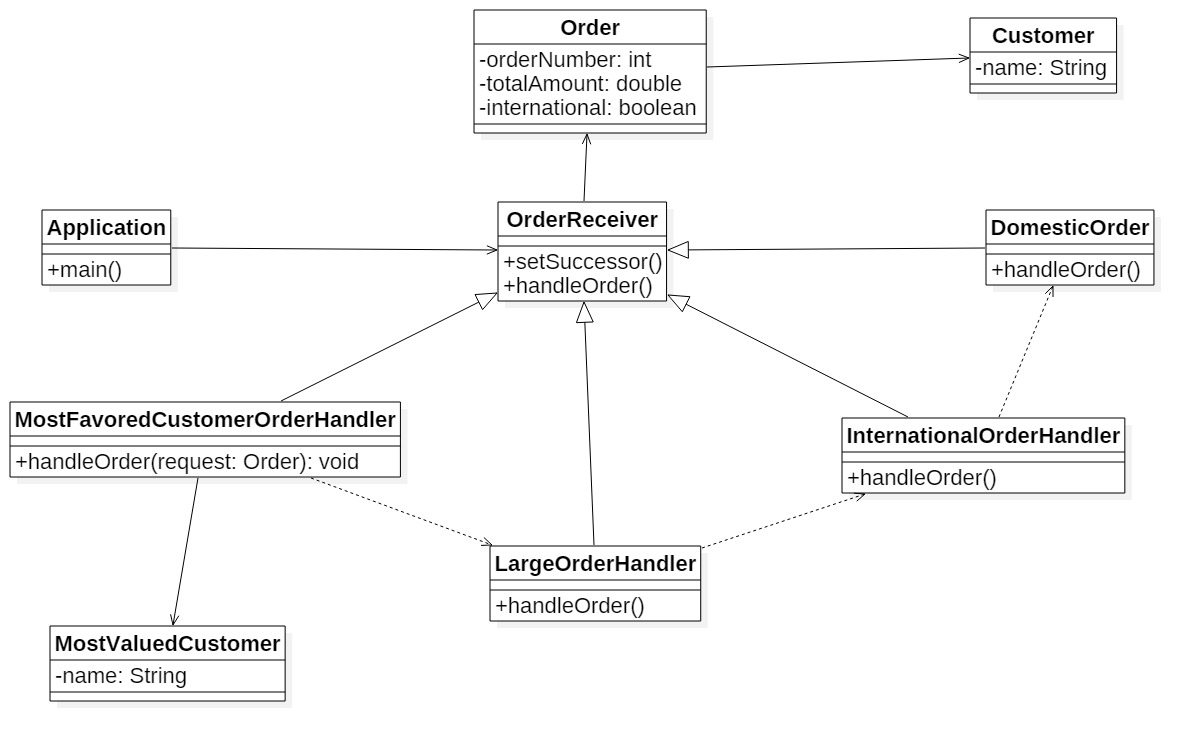 Order
-orderNumber: int
-totalAmount: double
-international: boolean
Customer
-name: String
Application
+main()
OrderReceiver
+setSuccessor()
+handleOrder()
DomesticOrder
+handleOrder()
MostFavoredCustomerOrderHandler
+handleOrder(request: Order): void
InternationalOrderHandler
+handleOrder()
LargeOrderHandler
+handleOrder()
MostValuedCustomer
-name: String